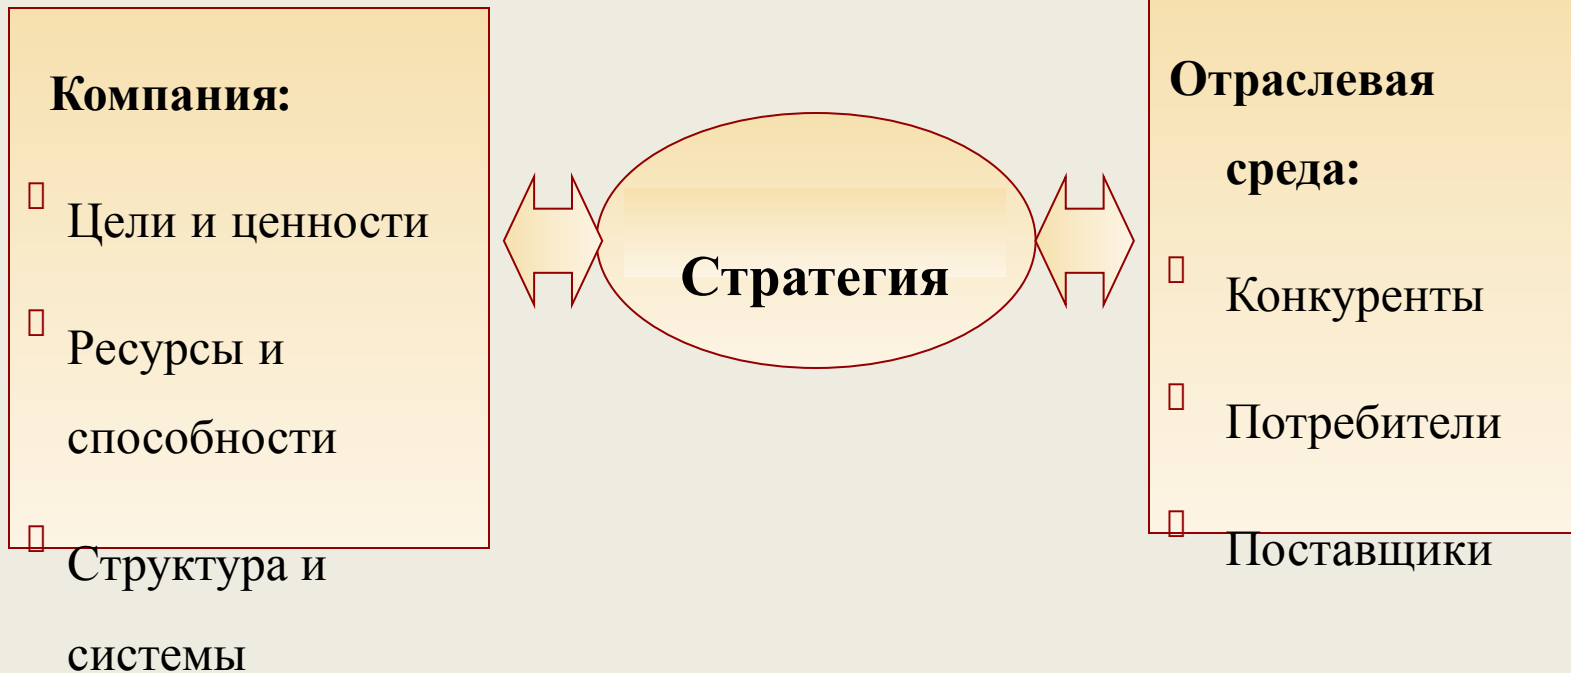 Компания:
Цели и ценности
Ресурсы и
способности
Структура и
системы
Стратегия
Отраслевая
среда:
Конкуренты
Потребители
Поставщики